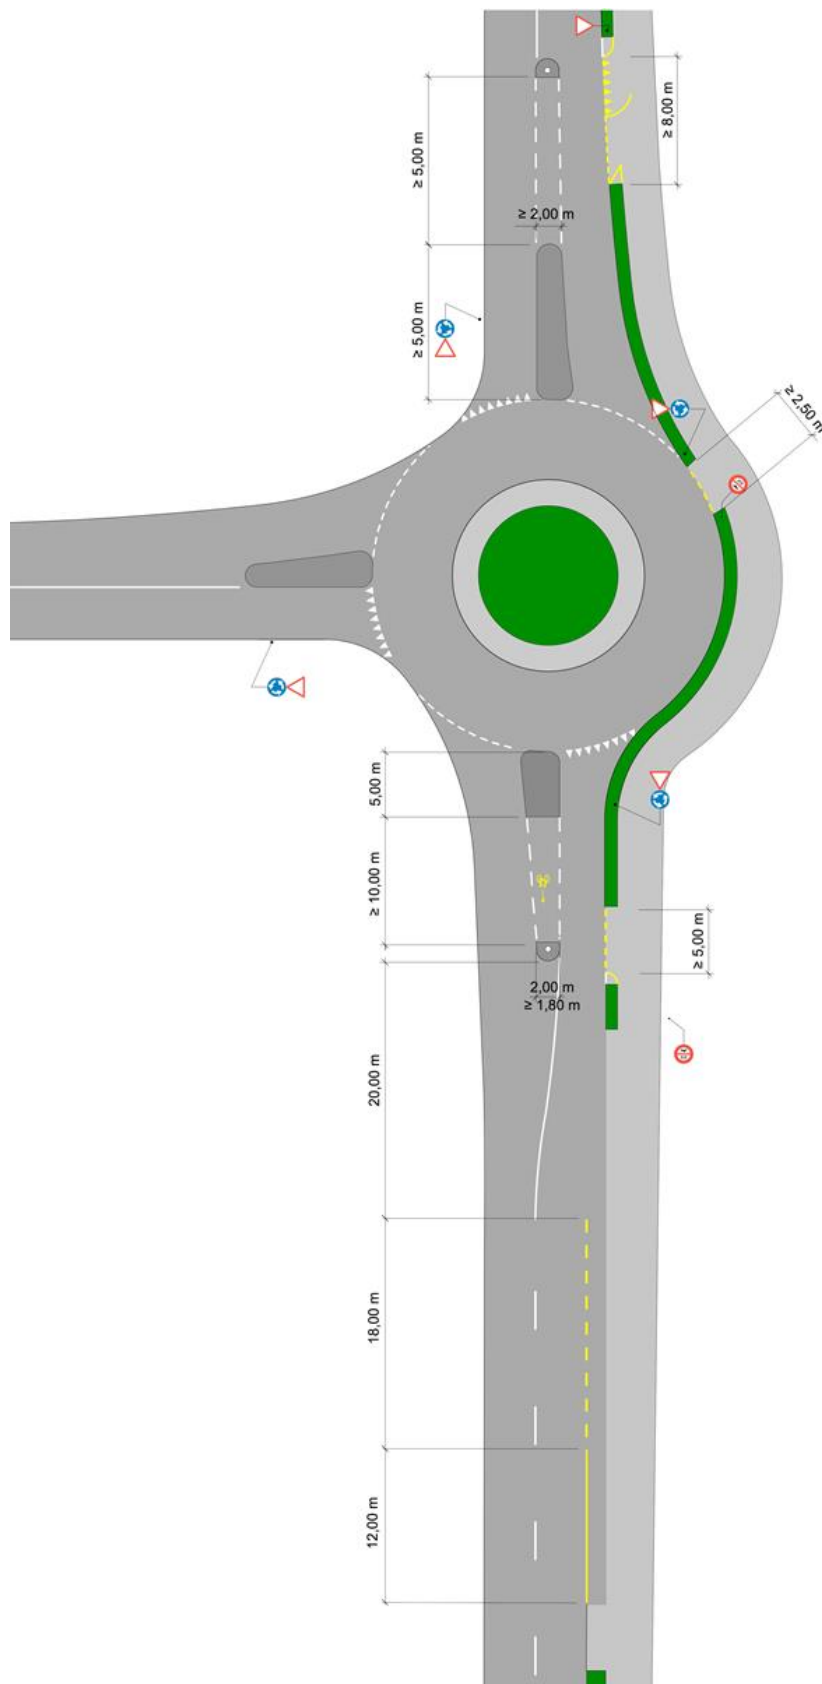 ≥ 8,00 m
≥ 5,00 m
≥ 2,00 m
≥ 5,00 m
≥ 2,50 m
5,00 m
≥ 10,00 m
≥ 5,00 m
2,00 m
≥ 1,80 m
20,00 m
18,00 m
12,00 m